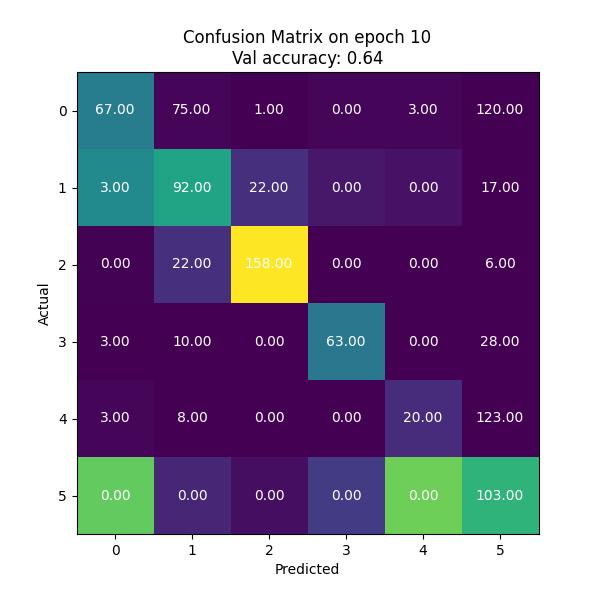 Confusion Matrix on epoch 10
Val accuracy: 0.64
0 67.00 75.00 1.00 0.00 3.00 120.00
1 3.00 92.00 22.00 0.00 0.00 17.00
2 0.00 22.00 158.00 0.00 0.00 6.00
Actual
3 3.00 10.00 0.00 63.00 0.00 28.00
4 3.00 8.00 0.00 0.00 20.00 123.00
5 0.00 0.00 0.00 0.00 0.00 103.00
0 1 2 3 4 5
Predicted